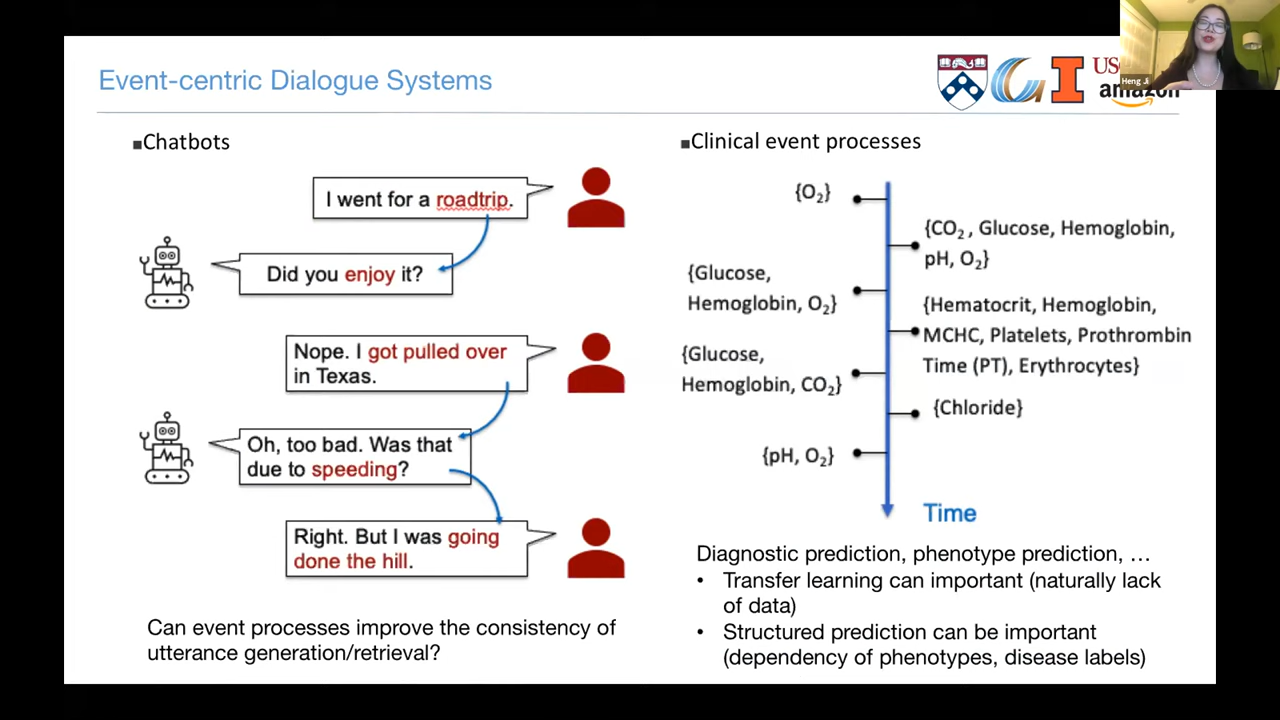 Event-centric Dialogue Systems
US
amazon
Heng Ji
■Chatbots
I went for a roadtrip.
Did you enjoy it?
Nope. I got pulled over
in Texas.
Oh, too bad. Was that
due to speeding?
Right. But I was going
done the hill.
Can event processes improve the consistency of
utterance generation/retrieval?
■Clinical event processes
{O₂}
{CO₂ , Glucose, Hemoglobin,
pH, O₂}
{Glucose,
Hemoglobin, O₂}
{Hematocrit, Hemoglobin,
MCHC, Platelets, Prothrombin
Time (PT), Erythrocytes}
{Glucose,
Hemoglobin, CO₂}
{Chloride}
{pH, O₂}
Time
Diagnostic prediction, phenotype prediction, …
• Transfer learning can important (naturally lack
of data)
• Structured prediction can be important
(dependency of phenotypes, disease labels)